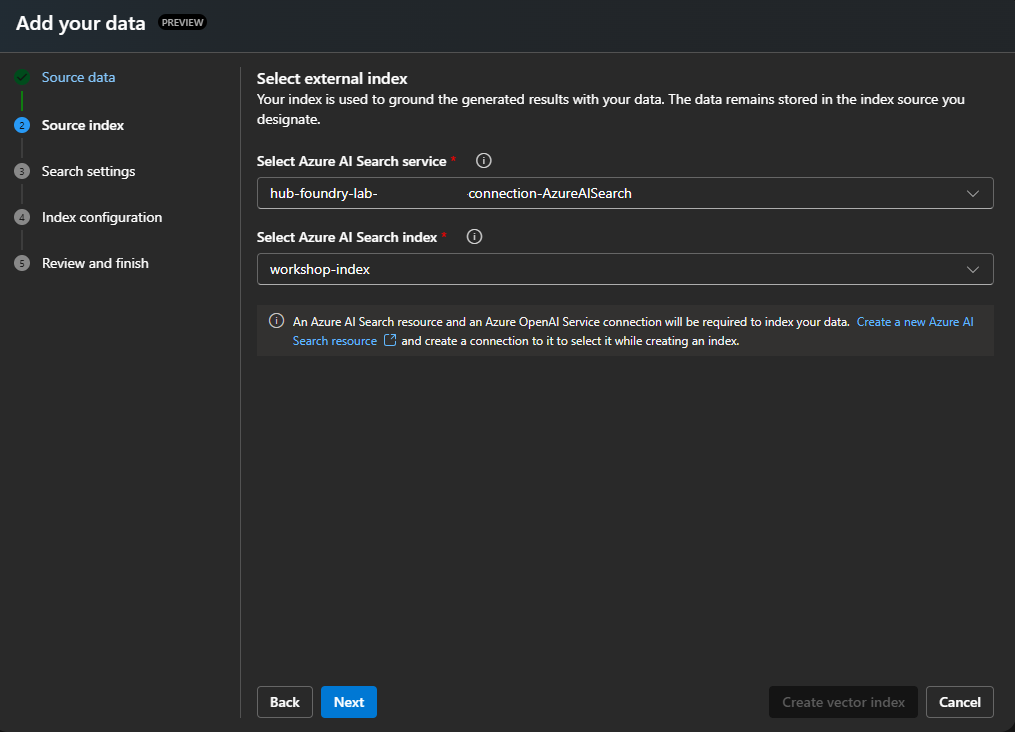 Add your data PREVIEW
Source data
2 Source index
3 Search settings
4 Index configuration
5 Review and finish
Select external index
Your index is used to ground the generated results with your data. The data remains stored in the index source you
designate.
Select Azure AI Search service *
hub-foundry-lab- connection-AzureAISearch
Select Azure AI Search index *
workshop-index
An Azure AI Search resource and an Azure OpenAI Service connection will be required to index your data. Create a new Azure AI
Search resource and create a connection to it to select it while creating an index.
Back
Next
Create vector index
Cancel